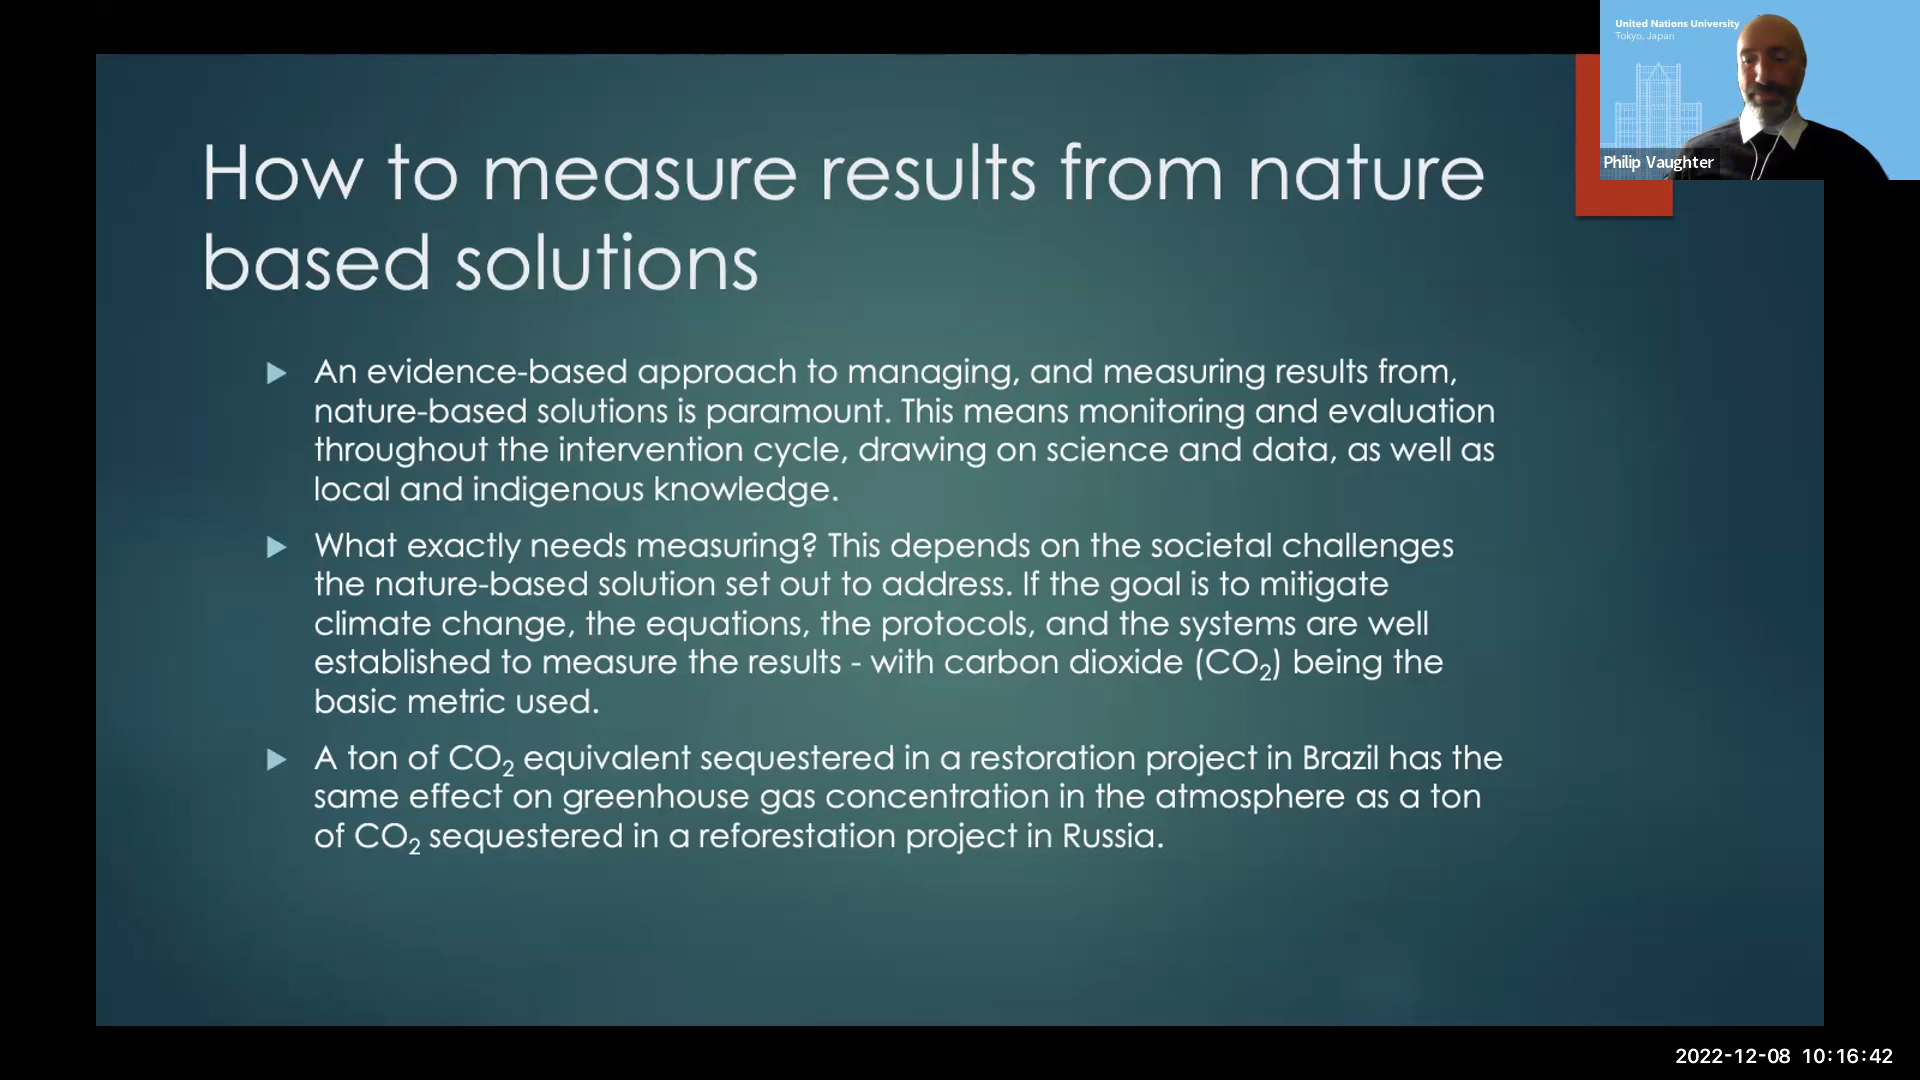 United Nations University
Tokyo, Japan
Philip Vaughter
How to measure results from nature
based solutions
An evidence-based approach to managing, and measuring results from,
nature-based solutions is paramount. This means monitoring and evaluation
throughout the intervention cycle, drawing on science and data, as well as
local and indigenous knowledge.
What exactly needs measuring? This depends on the societal challenges
the nature-based solution set out to address. If the goal is to mitigate
climate change, the equations, the protocols, and the systems are well
established to measure the results - with carbon dioxide (CO₂) being the
basic metric used.
A ton of CO₂ equivalent sequestered in a restoration project in Brazil has the
same effect on greenhouse gas concentration in the atmosphere as a ton
of CO₂ sequestered in a reforestation project in Russia.
2022-12-08 10:16:42